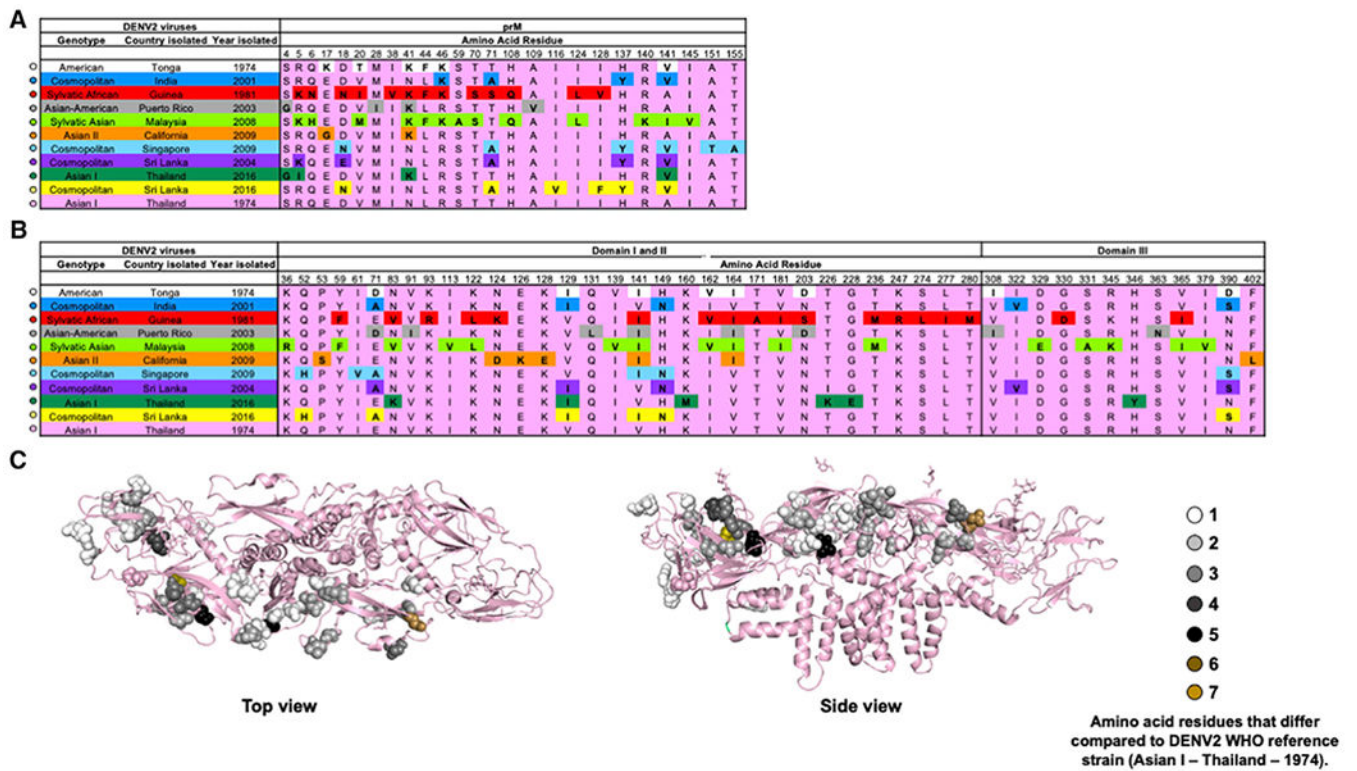 A
DENV2 viruses prM
Genotype Country isolated Year isolated Amino Acid Residue
4 5 6 17 18 20 28 38 41 44 46 59 70 71 108 109 116 124 128 137 140 141 145 151 155
American Tonga 1974 S R Q K D T M I K F K S T T H A I I I H R V I A T
Cosmopolitan India 2001 S R Q E D V M I N L K S T A H A I I I Y R V I A T
Sylvatic African Guinea 1981 S K N E N I M V K F K S S S Q A I L V H R A I A T
Asian-American Puerto Rico 2003 G R Q E D V I I K L R S T T H V I I I H R A I A T
Sylvatic Asian Malaysia 2008 S K H E D M M I K F K A S T Q A I L I H K I V A T
Asian II California 2009 S R Q G D V M I K L R S T T H A I I I H R A I A T
Cosmopolitan Singapore 2009 S R Q E N V M I N L R S T A H A I I I Y R V I T A
Cosmopolitan Sri Lanka 2004 S K Q E E V M I N L R S T A H A I I I Y R V I A T
Asian I Thailand 2016 G I Q E D V M I K L R S T T H A I I I H R V I A T
Cosmopolitan Sri Lanka 2016 S R Q E N V M I N L R S T A H A V I F Y R V I A T
Asian I Thailand 1974 S R Q E D V M I N L R S T T H A I I I H R A I A T
B
DENV2 viruses Domain I and II Domain III
Genotype Country isolated Year isolated Amino Acid Residue
36 52 53 59 61 71 83 91 93 113 122 124 126 128 129 131 139 141 149 160 162 164 171 181 203 226 228 236 247 274 277 280 308 322 329 330 331 345 346 363 365 379 390 402
American Tonga 1974 K Q P Y I D N V K I K N E K I Q V I H K V I T V D T G T K S L T I I D G S R H S V I D F
Cosmopolitan India 2001 K Q P Y I A N V K I K N E K I Q I V N K I V T V N T G T K S L T V V D G S R H S V I S F
Sylvatic African Guinea 1981 K Q P F I E V V R I L K E K V Q I I H K V I A I S T G M R L I M V I D D S R H S I I N F
Asian-American Puerto Rico 2003 K Q P Y I D N I K I K N E K V L I I H K I I T V D T G T K S L T I I D G S R H N V I N F
Sylvatic Asian Malaysia 2008 R Q P F I E V V K V L N E K V Q V I H K V I T I N T G M K S L T V I E G A K H S I V N F
Asian II California 2009 K Q S Y I E N V K I K D K E V Q I I H K I I T V N T G T K S L T V I D G S R H S V I N L
Cosmopolitan Singapore 2009 K H P Y V A N V K I K N E K V Q I I N K I V T V N T G T K S L T V I D G S R H S V I S F
Cosmopolitan Sri Lanka 2004 K Q P Y I A N V K I K N E K I Q I V N K I V T V N I G T K S L T V V D G S R H S V I S F
Asian I Thailand 2016 K Q P Y I E K V K I K N E K I Q I V H M I V T V N K E T K S L T V I D G S R Y S V I N F
Cosmopolitan Sri Lanka 2016 K H P Y I A N V K I K N E K I Q I I N K I V T V N T G T K S L T V I D G S R H S V I S F
Asian I Thailand 1974 K Q P Y I E N V K I K N E K V Q I V H K I V T V N T G T K S L T V I D G S R H S V I N F
C
1
2
3
4
5
6
7
Top view
Side view
Amino acid residues that differ
compared to DENV2 WHO reference
strain (Asian I – Thailand – 1974).